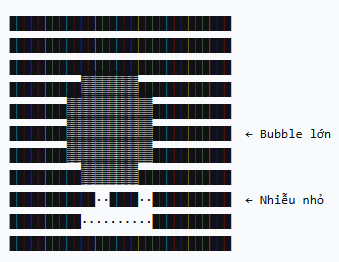 ← Bubble lớn
← Nhiễu nhỏ